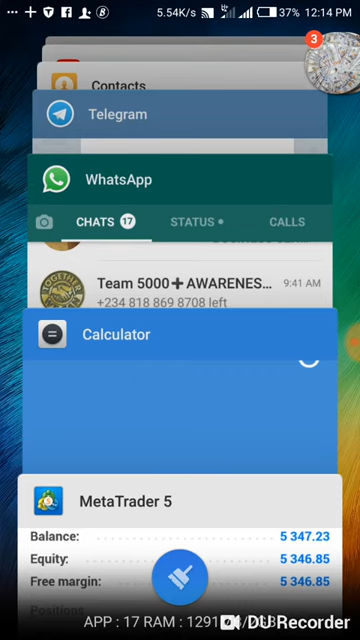 5.54K/s
37% 12:14 PM
3
Contacts
Telegram
WhatsApp
CHATS 17 STATUS CALLS
Team 5000✚AWARENES... 9:41 AM
+234 818 869 8708 left
Calculator
MetaTrader 5
Balance: 5 347.23
Equity: 5 346.85
Free margin: 5 346.85
Positions
APP : 17 RAM : 1291
DU Recorder